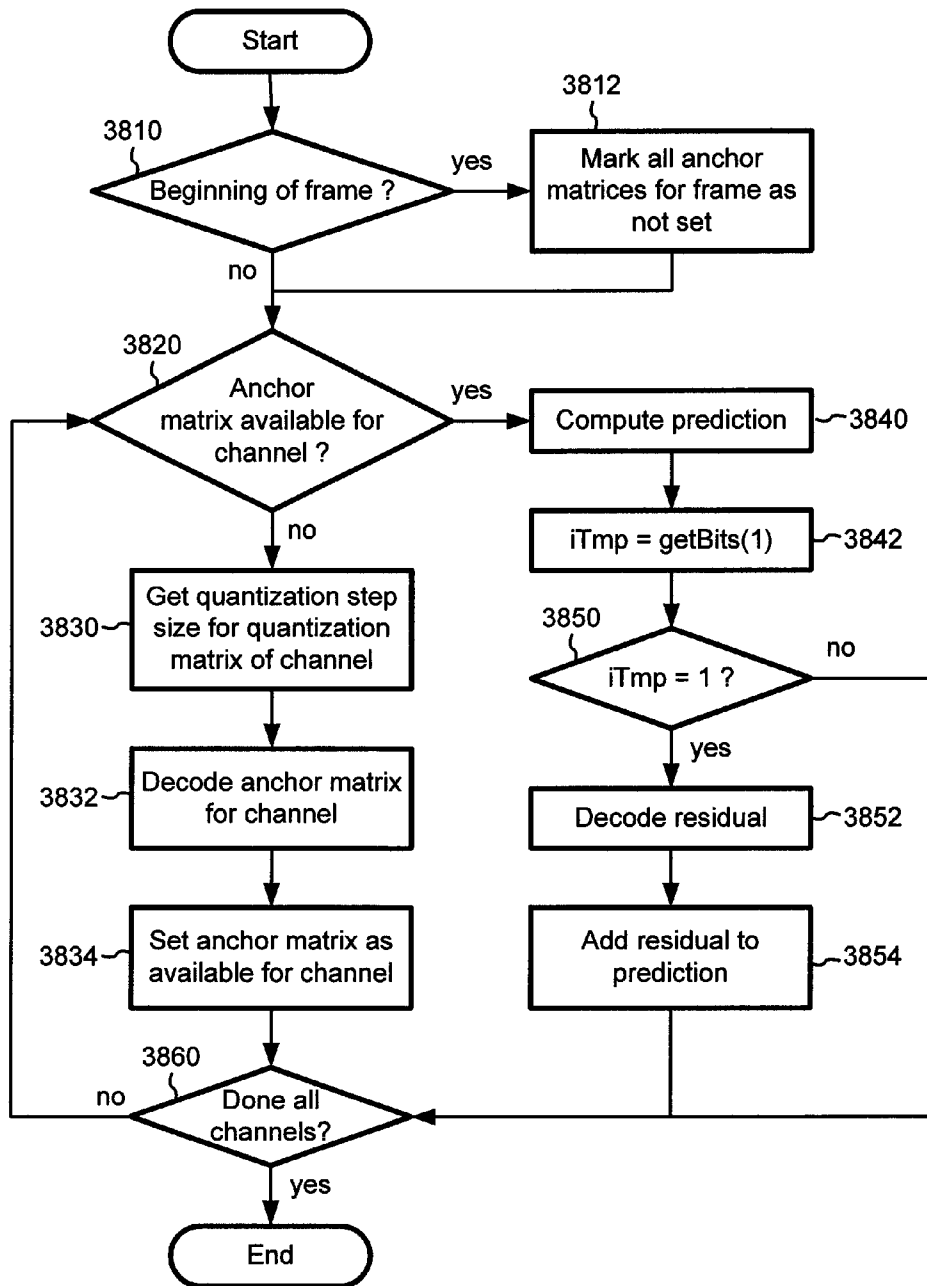 Start
3810
Beginning of frame ?
yes
3812
Mark all anchor
matrices for frame as
not set
no
3820
Anchor
matrix available for
channel ?
yes
Compute prediction
3840
no
iTmp = getBits(1)
3842
3830
Get quantization step
size for quantization
matrix of channel
3850
iTmp = 1 ?
no
yes
3832
Decode anchor matrix
for channel
Decode residual
3852
3834
Set anchor matrix as
available for channel
Add residual to
prediction
3854
3860
no
Done all
channels?
yes
End